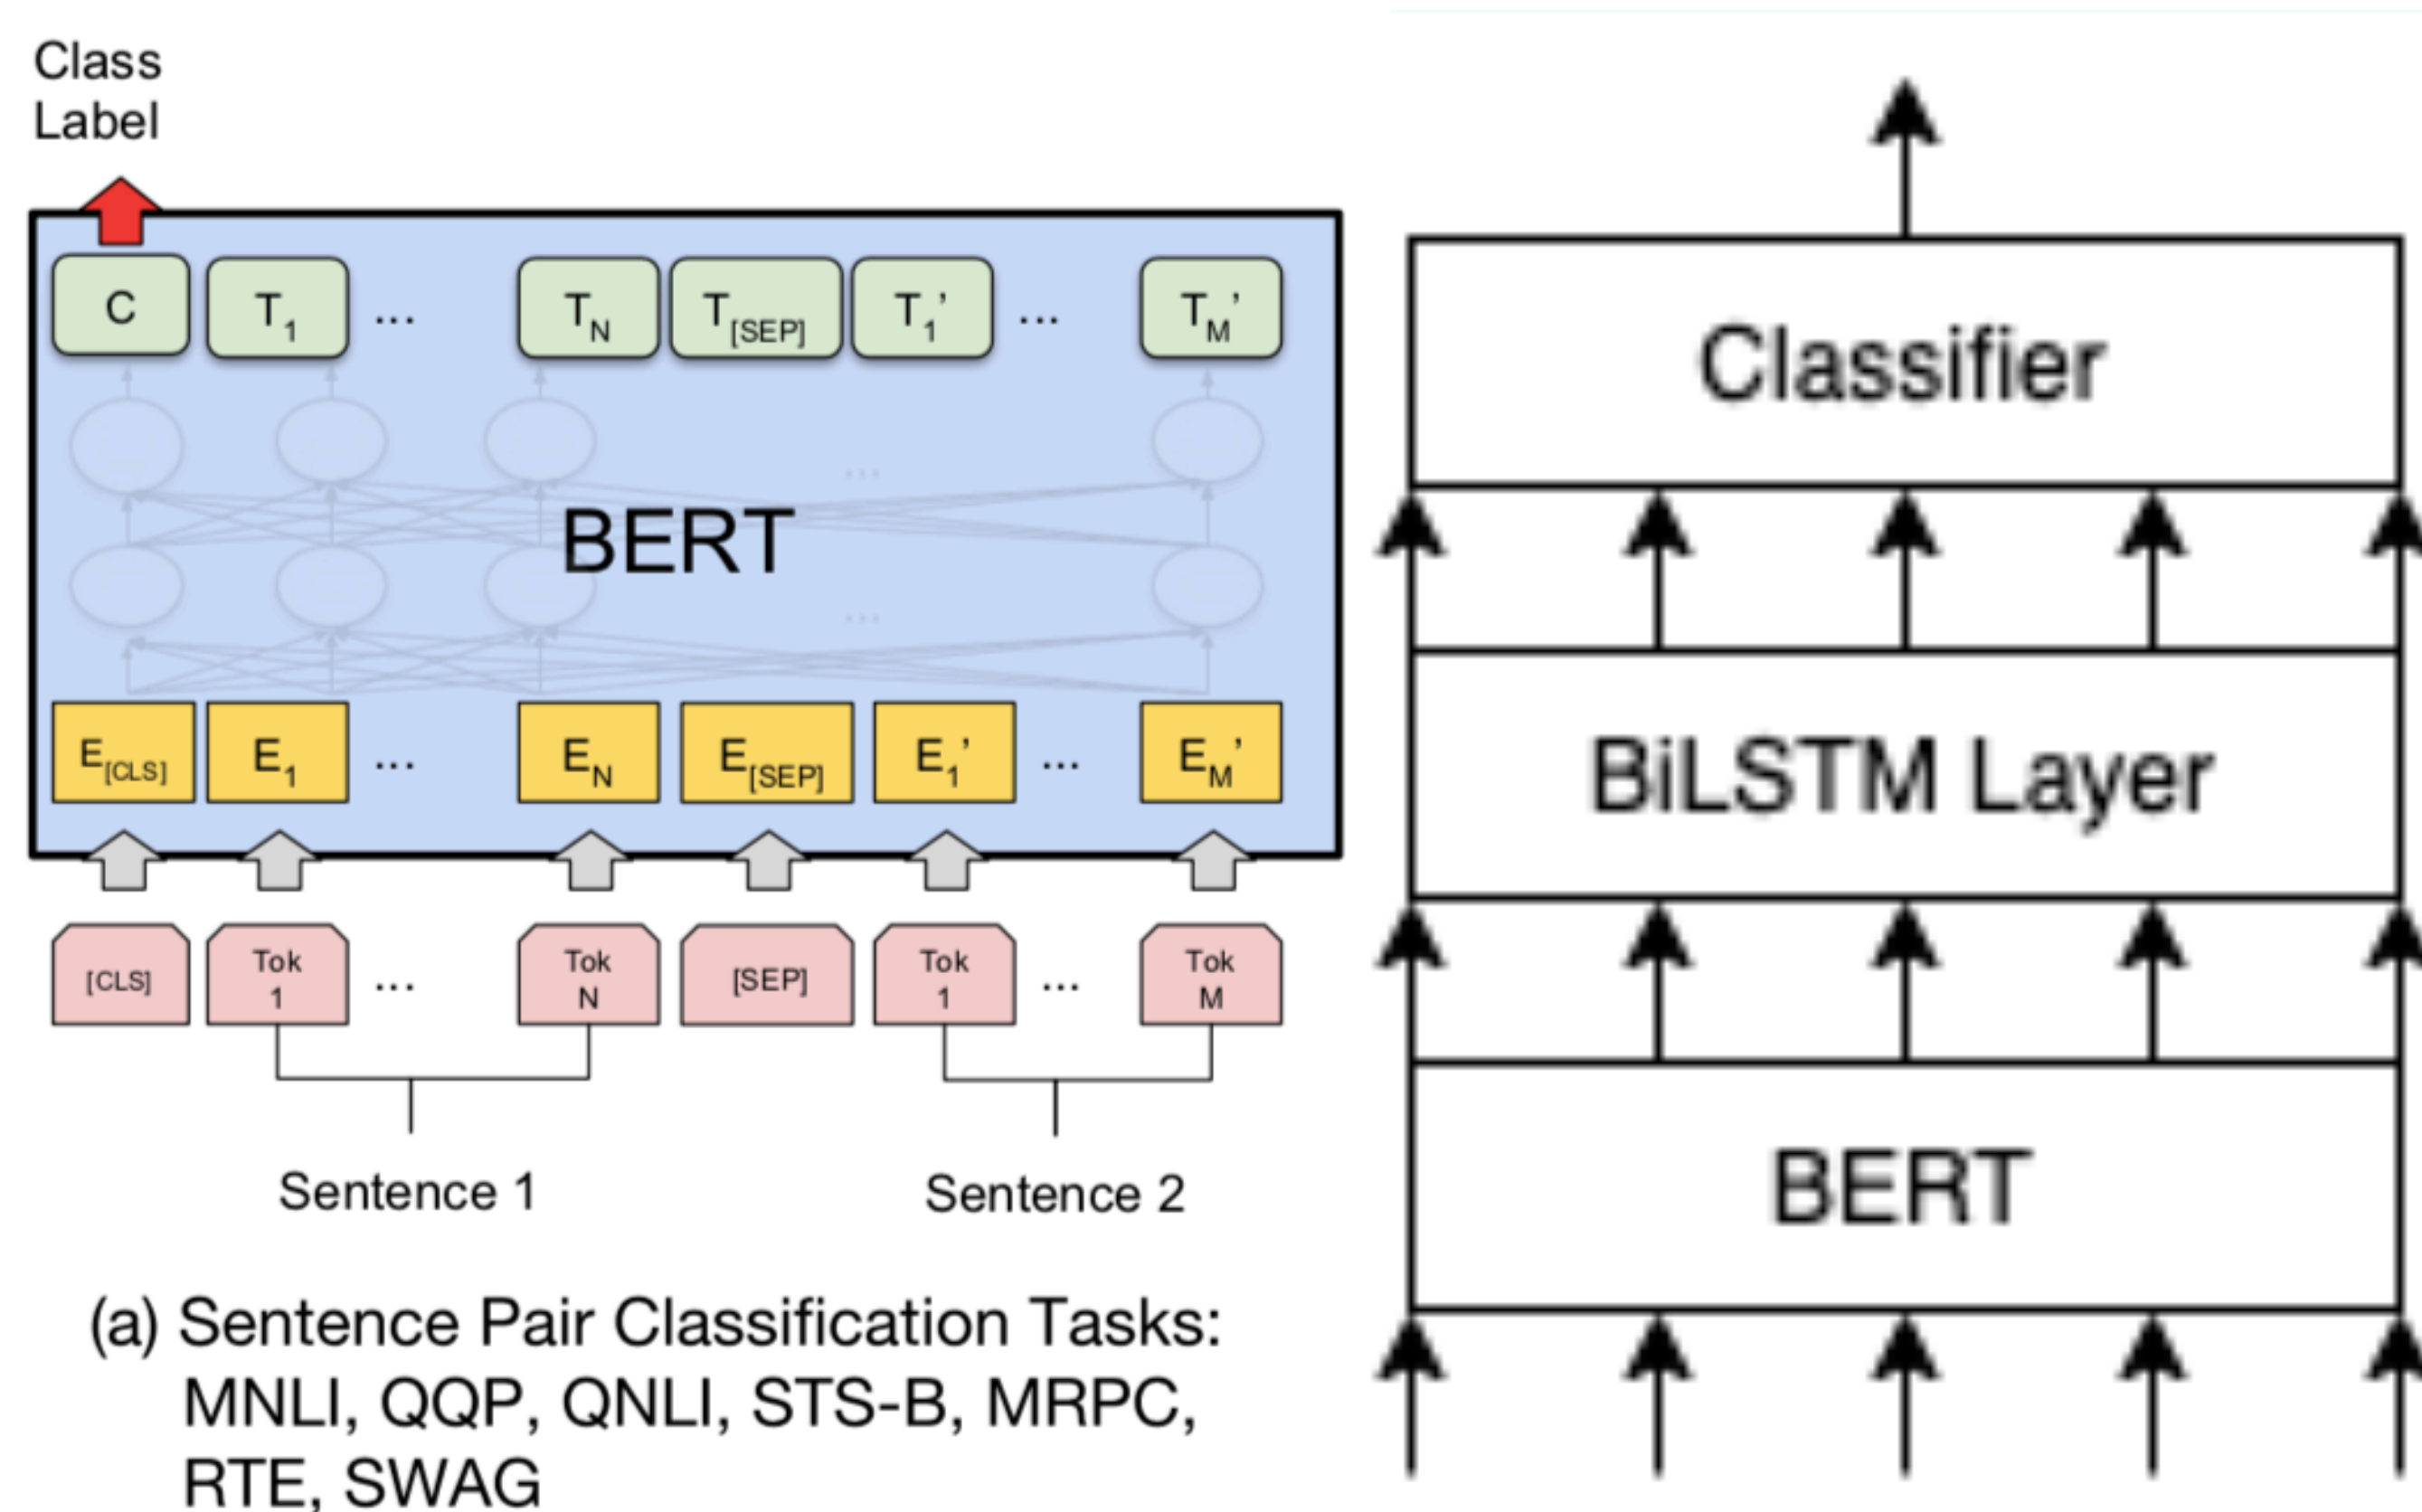 Class
Label
C T1 ... TN T[SEP] T1’ ... TM’
...
BERT
...
E[CLS] E1 ... EN E[SEP] E1’ ... EM’
[CLS] Tok 1 ... Tok N [SEP] Tok 1 ... Tok M
Sentence 1 Sentence 2
(a) Sentence Pair Classification Tasks:
MNLI, QQP, QNLI, STS-B, MRPC,
RTE, SWAG
Classifier
BiLSTM Layer
BERT